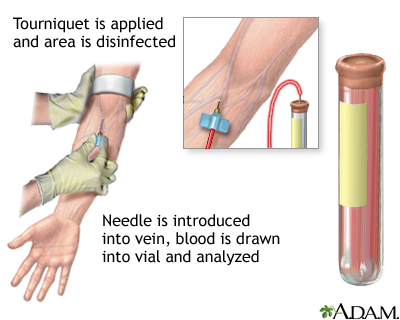 Tourniquet is applied
and area is disinfected
Needle is introduced
into vein, blood is drawn
into vial and analyzed
A.D.A.M.